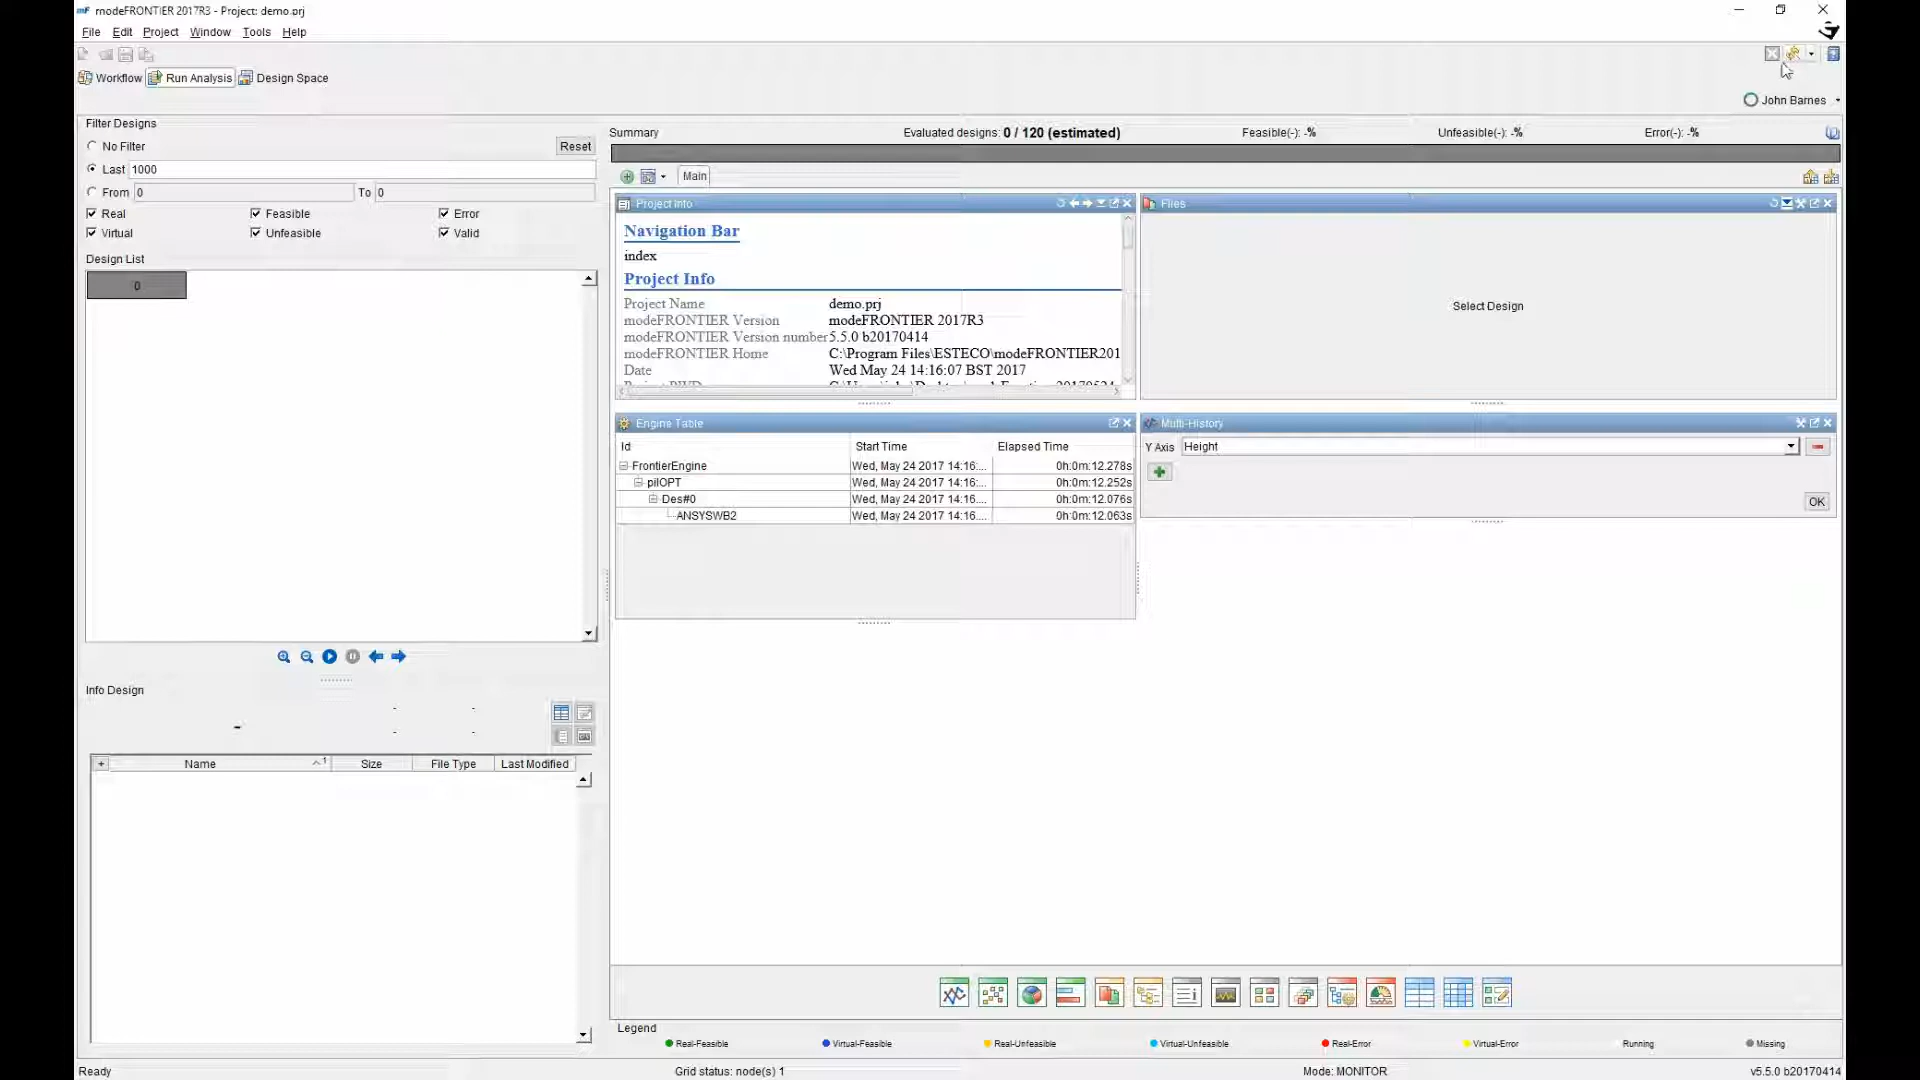 modeFRONTIER 2017R3 - Project: demo.prj
File Edit Project Window Tools Help
Workflow Run Analysis Design Space
John Barnes
Filter Designs
No Filter Reset
Last 1000
From 0 To 0
Real Feasible Error
Virtual Unfeasible Valid
Design List
0
Info Design
- -
-
- -
+ Name 1 Size File Type Last Modified
Summary Evaluated designs: 0 / 120 (estimated) Feasible(-): -% Unfeasible(-): -% Error(-): -%
Main
Project Info
Navigation Bar
index
Project Info
Project Name demo.prj
modeFRONTIER Version modeFRONTIER 2017R3
modeFRONTIER Version number 5.5.0 b20170414
modeFRONTIER Home C:\Program Files\ESTECO\modeFRONTIER201
Date Wed May 24 14:16:07 BST 2017
Files
Select Design
Engine Table
Id Start Time Elapsed Time
FrontierEngine Wed, May 24 2017 14:16:... 0h:0m:12.278s
pilOPT Wed, May 24 2017 14:16:... 0h:0m:12.252s
Des#0 Wed, May 24 2017 14:16:... 0h:0m:12.076s
ANSYSWB2 Wed, May 24 2017 14:16:... 0h:0m:12.063s
Multi-History
Y Axis Height
OK
Legend
Real-Feasible Virtual-Feasible Real-Unfeasible Virtual-Unfeasible Real-Error Virtual-Error Running Missing
Ready Grid status: node(s) 1 Mode: MONITOR v5.5.0 b20170414